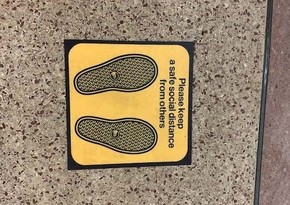 Please keep
a safe social distance
from others